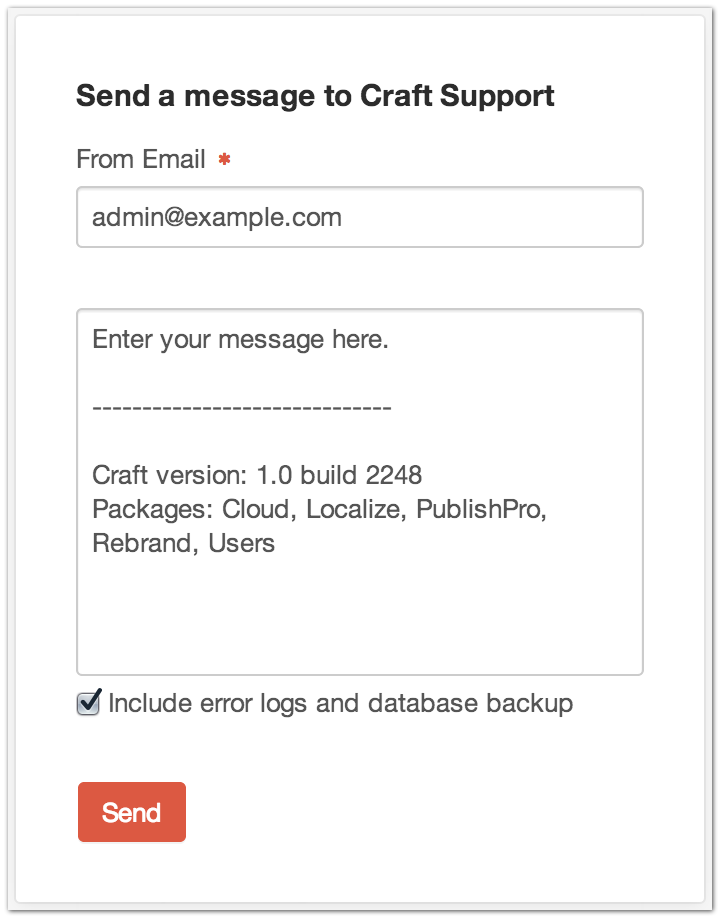 Send a message to Craft Support
From Email *
admin@example.com
Enter your message here.
------------------------------
Craft version: 1.0 build 2248
Packages: Cloud, Localize, PublishPro,
Rebrand, Users
Include error logs and database backup
Send